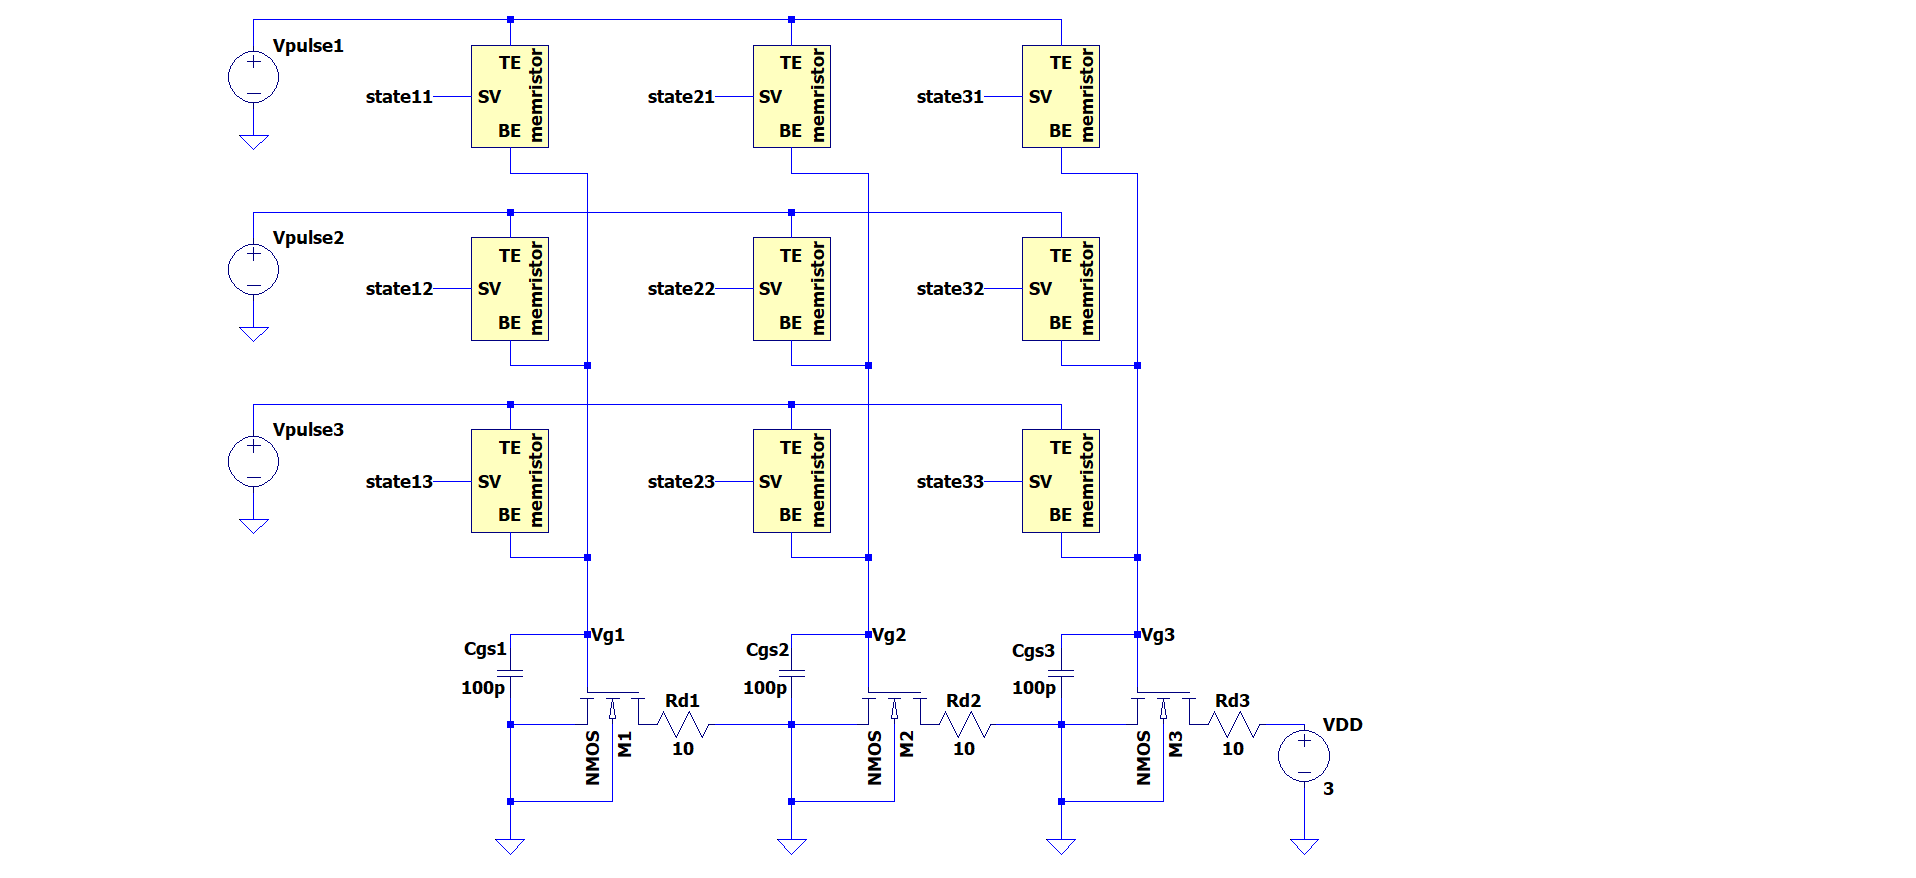 Vpulse1
TE
memristor
state11
SV
BE
TE
memristor
state21
SV
BE
TE
memristor
state31
SV
BE
Vpulse2
TE
memristor
state12
SV
BE
TE
memristor
state22
SV
BE
TE
memristor
state32
SV
BE
Vpulse3
TE
memristor
state13
SV
BE
TE
memristor
state23
SV
BE
TE
memristor
state33
SV
BE
Vg1
Cgs1
100p
NMOS
M1
Rd1
10
Vg2
Cgs2
100p
NMOS
M2
Rd2
10
Vg3
Cgs3
100p
NMOS
M3
Rd3
10
VDD
3